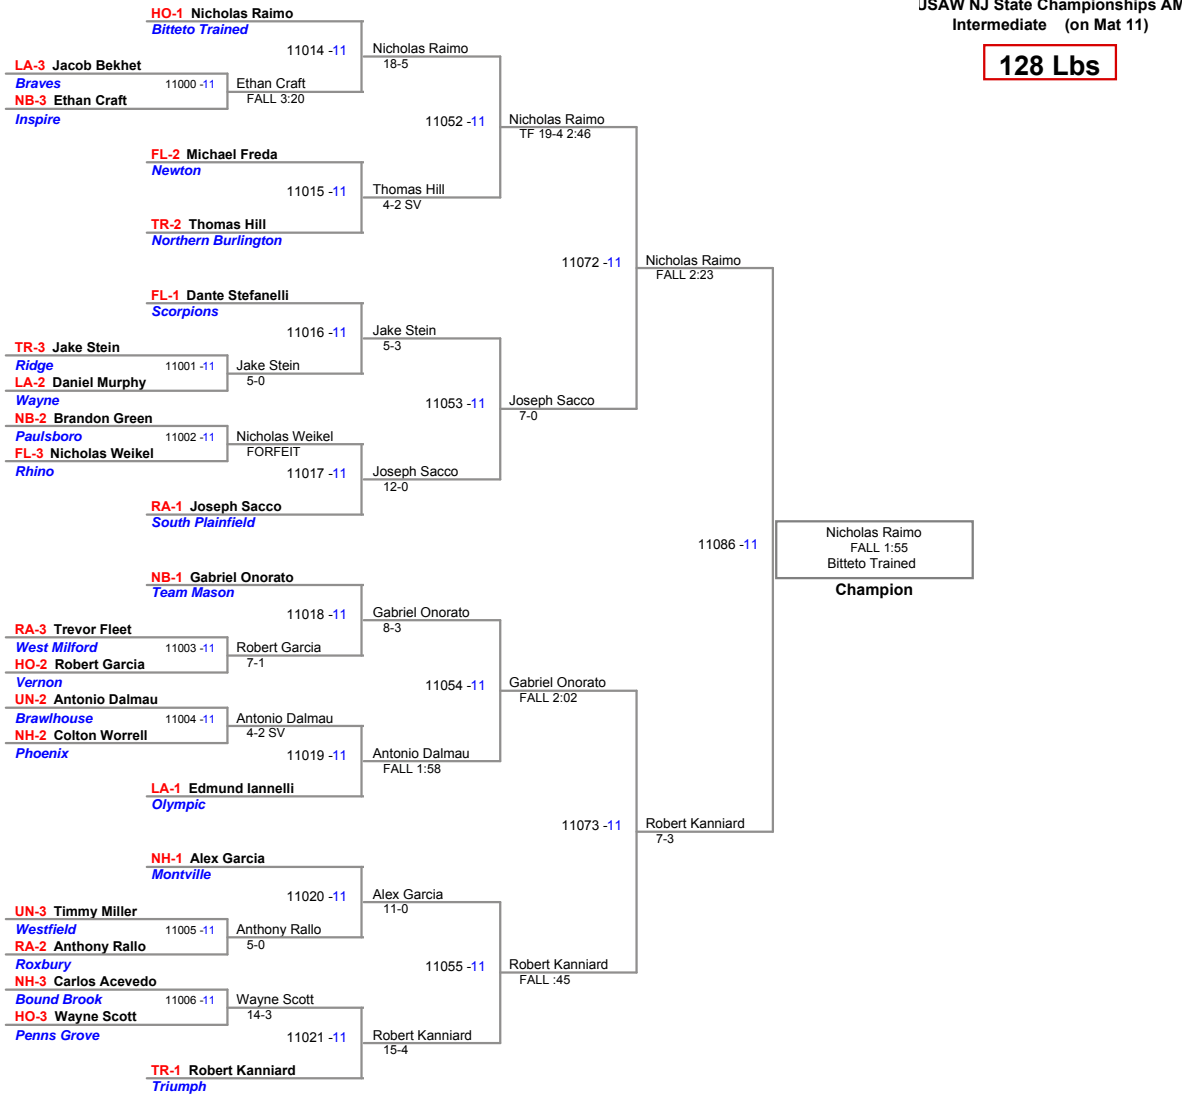 USAW NJ State Championships AM
Intermediate (on Mat 11)
128 Lbs
HO-1 Nicholas Raimo
Bitteto Trained
11014 -11
Nicholas Raimo
18-5
LA-3 Jacob Bekhet
Braves
11000 -11
Ethan Craft
FALL 3:20
NB-3 Ethan Craft
Inspire
11052 -11
Nicholas Raimo
TF 19-4 2:46
FL-2 Michael Freda
Newton
11015 -11
Thomas Hill
4-2 SV
TR-2 Thomas Hill
Northern Burlington
11072 -11
Nicholas Raimo
FALL 2:23
FL-1 Dante Stefanelli
Scorpions
11016 -11
Jake Stein
5-3
TR-3 Jake Stein
Ridge
11001 -11
Jake Stein
5-0
LA-2 Daniel Murphy
Wayne
11053 -11
Joseph Sacco
7-0
NB-2 Brandon Green
Paulsboro
11002 -11
Nicholas Weikel
FORFEIT
FL-3 Nicholas Weikel
Rhino
11017 -11
Joseph Sacco
12-0
RA-1 Joseph Sacco
South Plainfield
11086 -11
Nicholas Raimo
FALL 1:55
Bitteto Trained
Champion
NB-1 Gabriel Onorato
Team Mason
11018 -11
Gabriel Onorato
8-3
RA-3 Trevor Fleet
West Milford
11003 -11
Robert Garcia
7-1
HO-2 Robert Garcia
Vernon
11054 -11
Gabriel Onorato
FALL 2:02
UN-2 Antonio Dalmau
Brawlhouse
11004 -11
Antonio Dalmau
4-2 SV
NH-2 Colton Worrell
Phoenix
11019 -11
Antonio Dalmau
FALL 1:58
LA-1 Edmund Iannelli
Olympic
11073 -11
Robert Kanniard
7-3
NH-1 Alex Garcia
Montville
11020 -11
Alex Garcia
11-0
UN-3 Timmy Miller
Westfield
11005 -11
Anthony Rallo
5-0
RA-2 Anthony Rallo
Roxbury
11055 -11
Robert Kanniard
FALL :45
NH-3 Carlos Acevedo
Bound Brook
11006 -11
Wayne Scott
14-3
HO-3 Wayne Scott
Penns Grove
11021 -11
Robert Kanniard
15-4
TR-1 Robert Kanniard
Triumph